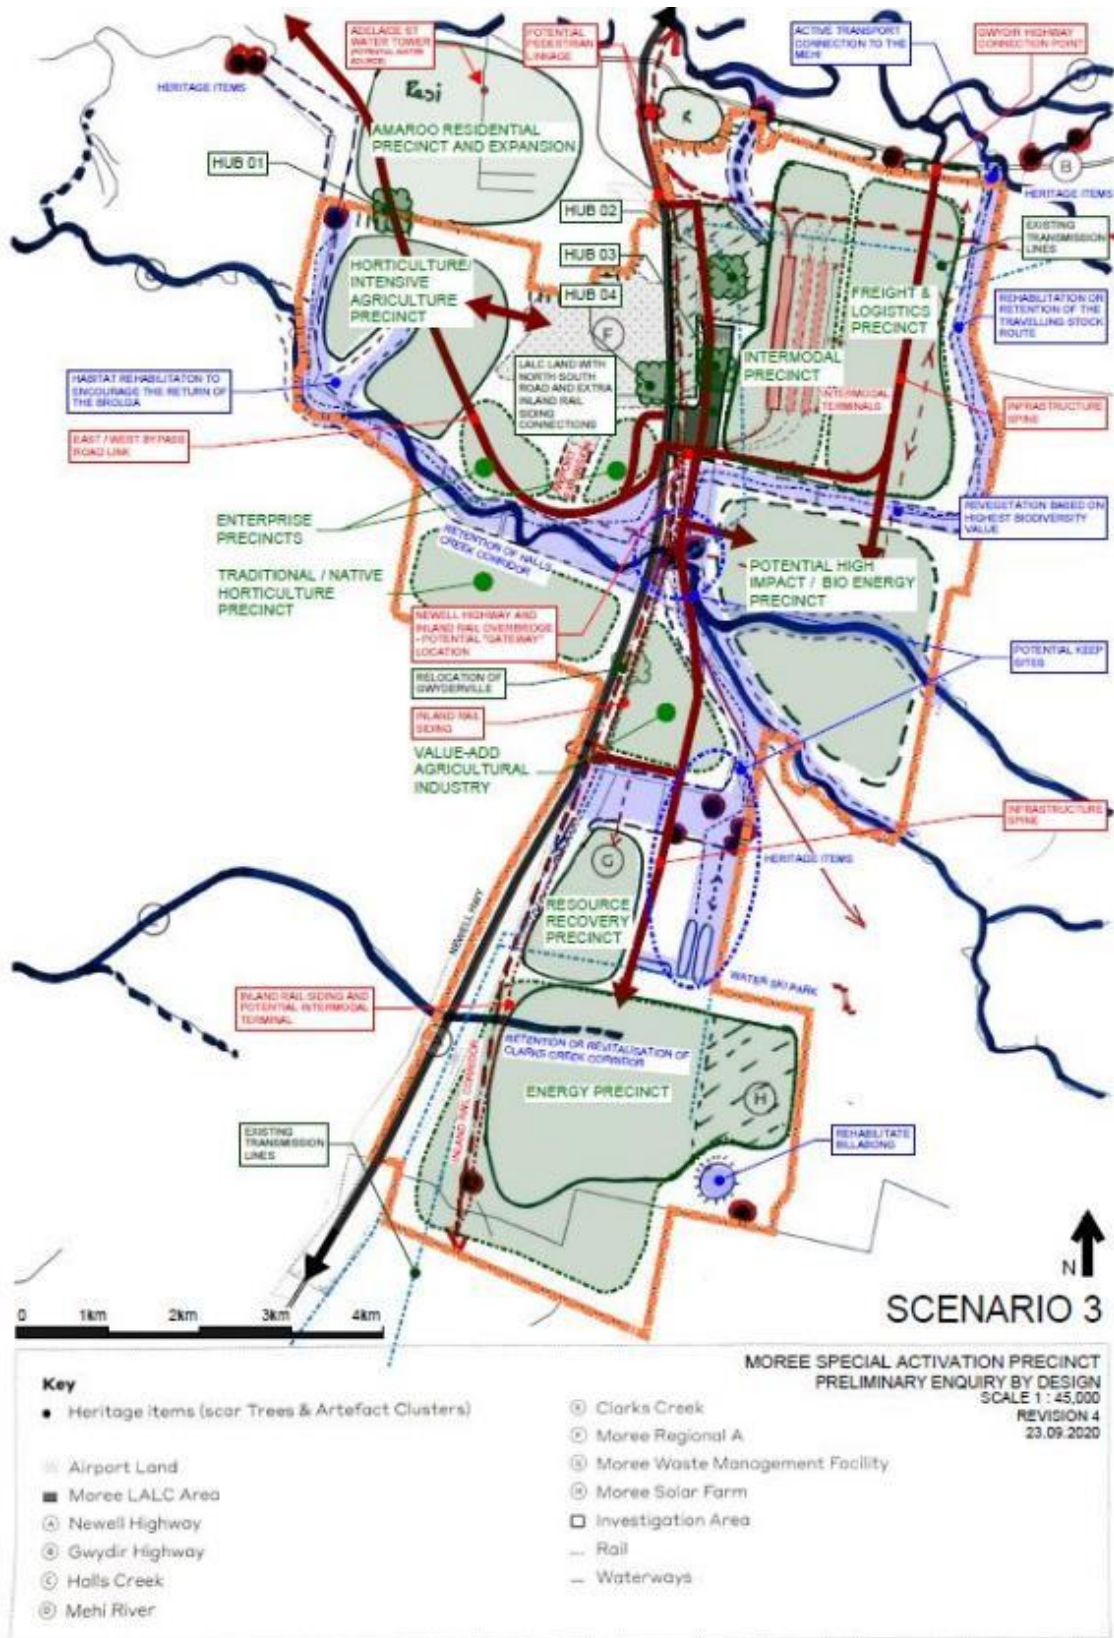 ADELAIDE ST
WATER TOWER
(POTENTIAL WATER
SOURCE)
POTENTIAL
PEDESTRIAN
LINKAGE
ACTIVE TRANSPORT
CONNECTION TO THE
MEHI
GWYDIR HIGHWAY
CONNECTION POINT
HERITAGE ITEMS
AMAROO RESIDENTIAL
PRECINCT AND EXPANSION
HUB 01
R
D
B
HERITAGE ITEMS
HUB 02
HUB 03
HUB 04
EXISTING
TRANSMISSION
LINES
HORTICULTURE/
INTENSIVE
AGRICULTURE
PRECINCT
C
F
FREIGHT &
LOGISTICS
PRECINCT
REHABILITATION OR
RETENTION OF THE
TRAVELLING STOCK
ROUTE
HABITAT REHABILITATON TO
ENCOURAGE THE RETURN OF
THE BROLGA
LALC LAND WITH
NORTH SOUTH
ROAD AND EXTRA
INLAND RAIL
SIDING
CONNECTIONS
INTERMODAL
PRECINCT
INTERMODAL
TERMINALS
INFRASTRUCTURE
SPINE
EAST / WEST BYPASS
ROAD LINK
AIRPORT
EXPANSION
ENTERPRISE
PRECINCTS
RETENTION OF HALLS
CREEK CORRIDOR
REVEGETATION BASED ON
HIGHEST BIODIVERSITY
VALUE
TRADITIONAL / NATIVE
HORTICULTURE
PRECINCT
POTENTIAL HIGH
IMPACT / BIO ENERGY
PRECINCT
NEWELL HIGHWAY AND
INLAND RAIL OVERBRIDGE
- POTENTIAL "GATEWAY"
LOCATION
POTENTIAL KEEP
SITES
RELOCATION OF
GWYDERVILLE
INLAND RAIL
SIDING
VALUE-ADD
AGRICULTURAL
INDUSTRY
INFRASTRUCTURE
SPINE
HERITAGE ITEMS
G
NEWELL HWY
RESOURCE
RECOVERY
PRECINCT
WATER SKI PARK
INLAND RAIL SIDING AND
POTENTIAL INTERMODAL
TERMINAL
RETENTION OR REVITALISATION OF
CLARKS CREEK CORRIDOR
ENERGY PRECINCT
H
INLAND RAIL CORRIDOR
EXISTING
TRANSMISSION
LINES
REHABILITATE
BILLABONG
N
0 1km 2km 3km 4km
SCENARIO 3
MOREE SPECIAL ACTIVATION PRECINCT
PRELIMINARY ENQUIRY BY DESIGN
SCALE 1 : 45,000
REVISION 4
23.09.2020
Key
Heritage items (scar Trees & Artefact Clusters)
Airport Land
Moree LALC Area
A Newell Highway
B Gwydir Highway
C Halls Creek
D Mehi River
Clarks Creek
F Moree Regional A
G Moree Waste Management Facility
H Moree Solar Farm
Investigation Area
Rail
Waterways